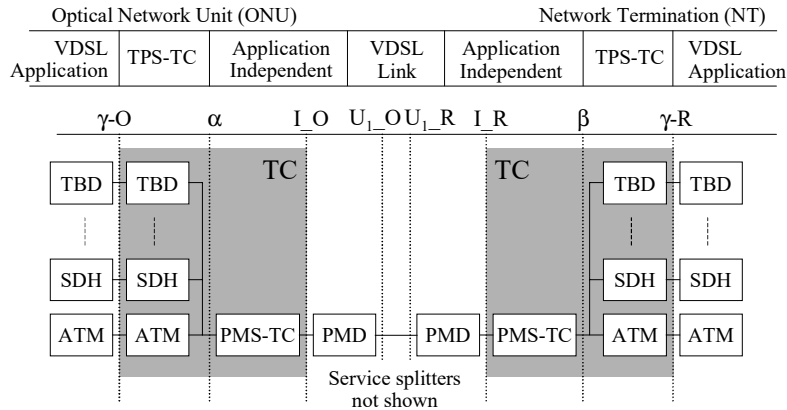 Optical Network Unit (ONU) Network Termination (NT)
VDSL Application TPS-TC Application Independent VDSL Link Application Independent TPS-TC VDSL Application
γ-O α I_O U₁_O U₁_R I_R β γ-R
TC TC
TBD TBD TBD TBD
SDH SDH SDH SDH
ATM ATM PMS-TC PMD PMD PMS-TC ATM ATM
Service splitters
not shown